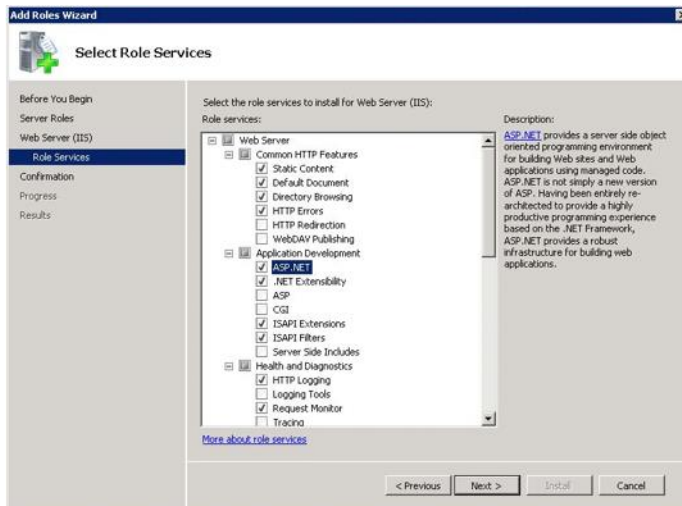 Add Roles Wizard
Select Role Services
Before You Begin
Server Roles
Web Server (IIS)
Role Services
Confirmation
Progress
Results
Select the role services to install for Web Server (IIS):
Role services:
Web Server
Common HTTP Features
Static Content
Default Document
Directory Browsing
HTTP Errors
HTTP Redirection
WebDAV Publishing
Application Development
ASP.NET
.NET Extensibility
ASP
CGI
ISAPI Extensions
ISAPI Filters
Server Side Includes
Health and Diagnostics
HTTP Logging
Logging Tools
Request Monitor
Tracing
More about role services
Description:
ASP.NET provides a server side object
oriented programming environment
for building Web sites and Web
applications using managed code.
ASP.NET is not simply a new version
of ASP. Having been entirely re-
architected to provide a highly
productive programming experience
based on the .NET Framework,
ASP.NET provides a robust
infrastructure for building web
applications.
< Previous
Next >
Install
Cancel